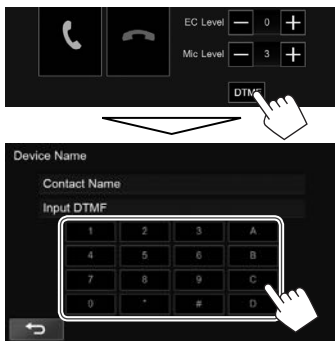 EC Level — 0 +
Mic Level — 3 +
DTMF
Device Name
Contact Name
Input DTMF
1 2 3 A
4 5 6 B
7 8 9 C
0 * # D